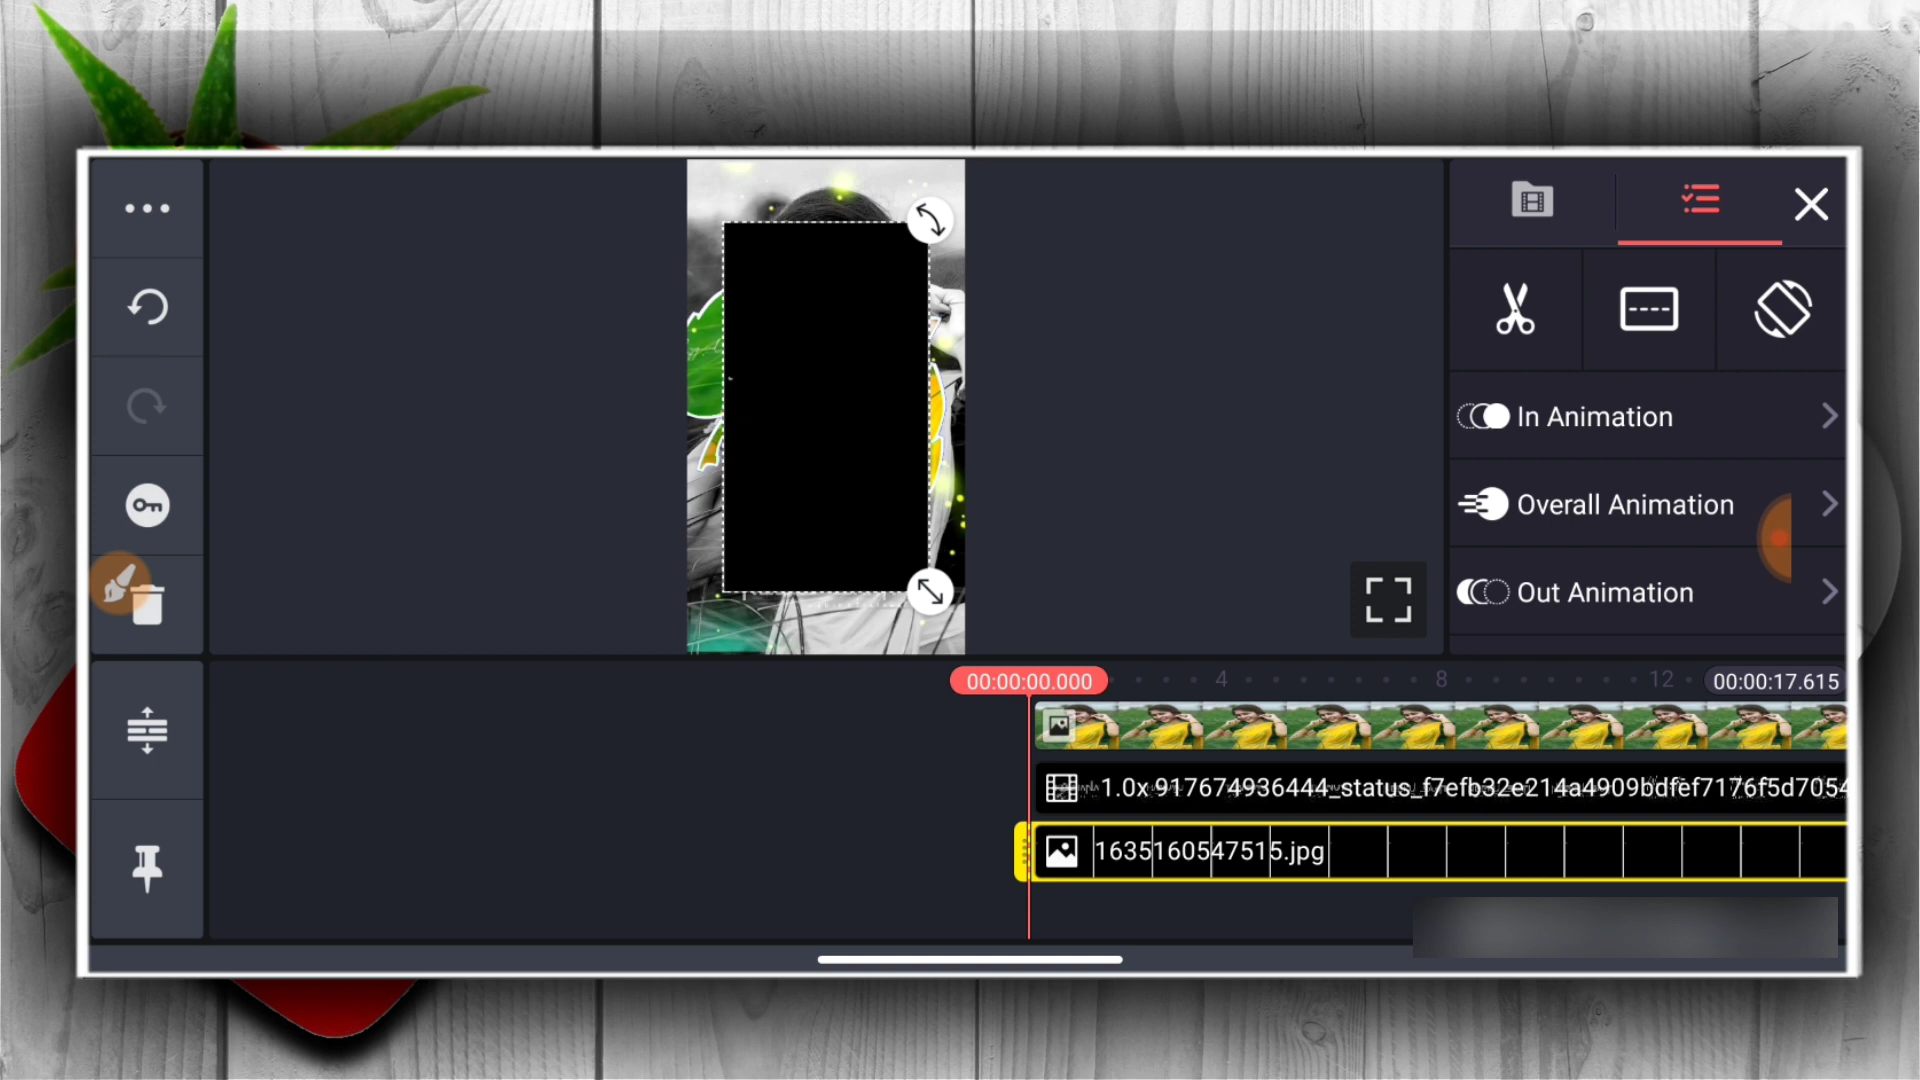 In Animation
Overall Animation
Out Animation
00:00:00.000
4
8
12
00:00:17.615
1.0x 917674936444_status_f7efb32e214a4909bdfef7176f5d7054
1635160547515.jpg